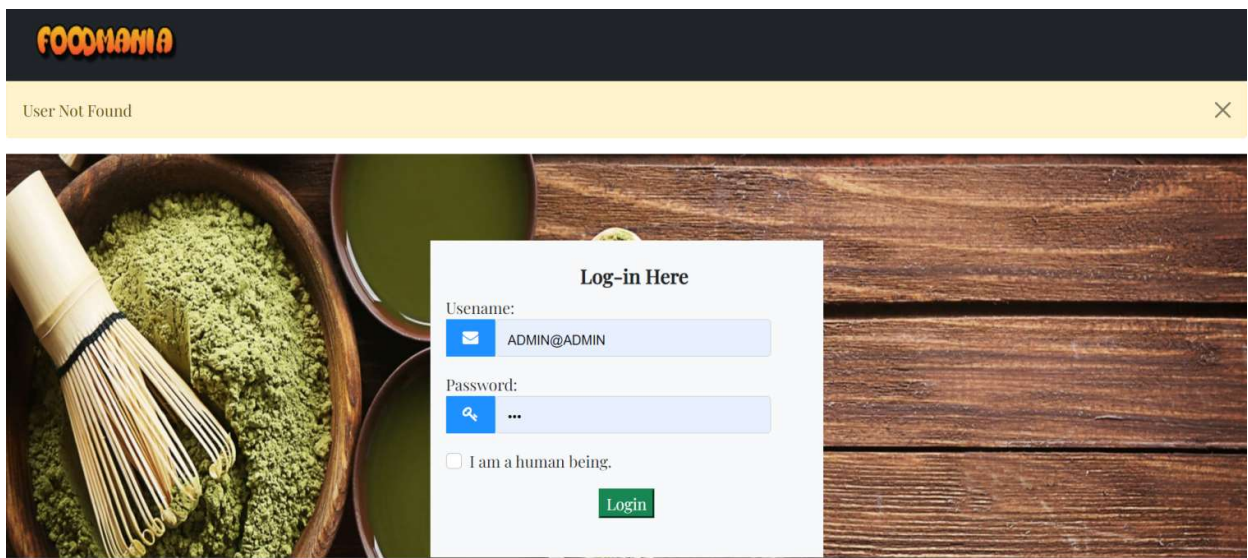 FOODMANIA
User Not Found
Log-in Here
Usename:
ADMIN@ADMIN
Password:
•••
I am a human being.
Login